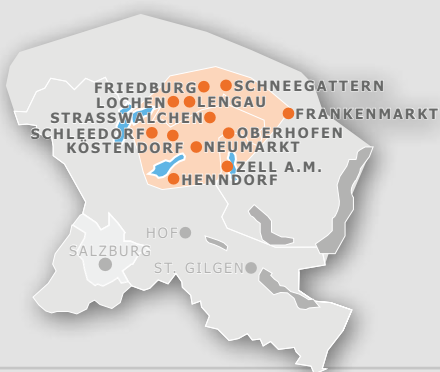 FRIEDBURG SCHNEEGATTERN
LOCHEN LENGAU
STRASSWALCHEN FRANKENMARKT
SCHLEEDORF OBERHOFEN
KÖSTENDORF NEUMARKT
ZELL A.M.
HENNDORF
HOF
SALZBURG
ST. GILGEN